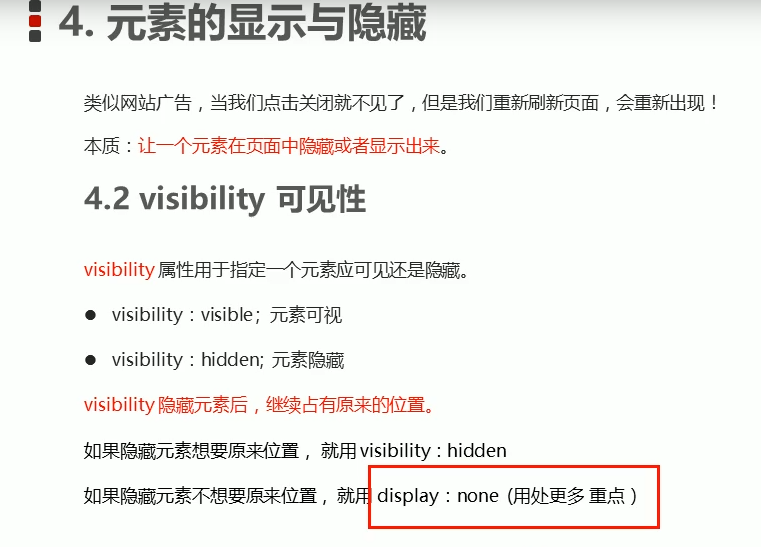 4. 元素的显示与隐藏
类似网站广告，当我们点击关闭就不见了，但是我们重新刷新页面，会重新出现！
本质：让一个元素在页面中隐藏或者显示出来。
4.2 visibility 可见性
visibility 属性用于指定一个元素应可见还是隐藏。
● visibility：visible； 元素可视
● visibility：hidden; 元素隐藏
visibility 隐藏元素后，继续占有原来的位置。
如果隐藏元素想要原来位置， 就用 visibility：hidden
如果隐藏元素不想要原来位置， 就用 display：none (用处更多 重点 ）